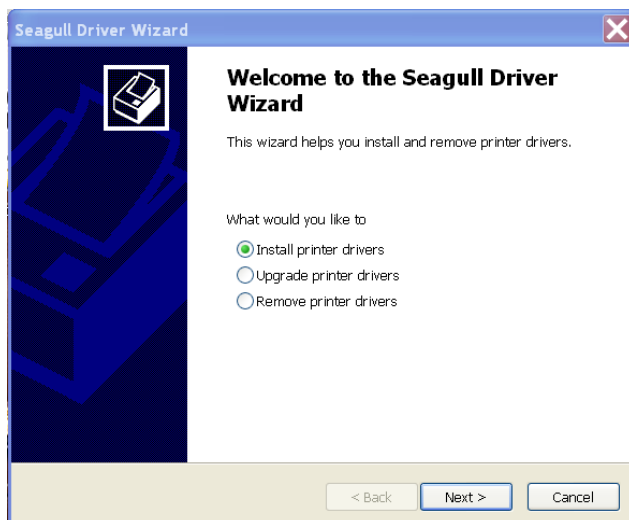 Seagull Driver Wizard
Welcome to the Seagull Driver
Wizard
This wizard helps you install and remove printer drivers.
What would you like to
Install printer drivers
Upgrade printer drivers
Remove printer drivers
< Back Next > Cancel